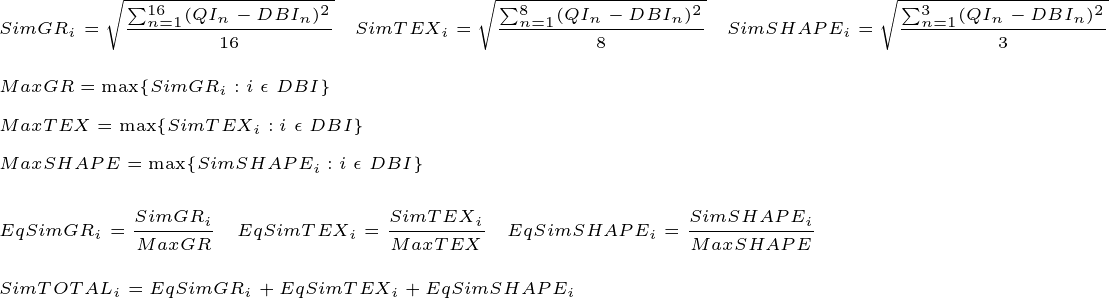 $SimGR_i = \sqrt{\frac{\sum_{n=1}^{16}(QI_n - DBI_n)^2}{16}}$ $SimTEX_i = \sqrt{\frac{\sum_{n=1}^{8}(QI_n - DBI_n)^2}{8}}$ $SimSHAPE_i = \sqrt{\frac{\sum_{n=1}^{3}(QI_n - DBI_n)^2}{3}}$
$MaxGR = \max\{SimGR_i : i \epsilon DBI\}$
$MaxTEX = \max\{SimTEX_i : i \epsilon DBI\}$
$MaxSHAPE = \max\{SimSHAPE_i : i \epsilon DBI\}$
$EqSimGR_i = \frac{SimGR_i}{MaxGR}$ $EqSimTEX_i = \frac{SimTEX_i}{MaxTEX}$ $EqSimSHAPE_i = \frac{SimSHAPE_i}{MaxSHAPE}$
$SimTOTAL_i = EqSimGR_i + EqSimTEX_i + EqSimSHAPE_i$